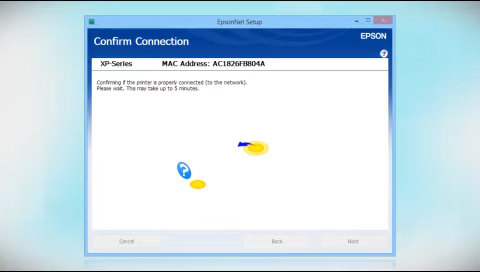 EpsonNet Setup
Confirm Connection
EPSON
?
XP-Series MAC Address: AC1826FB804A
Confirming if the printer is properly connected (to the network).
Please wait. This may take up to 5 minutes.
?
Cancel Back Next